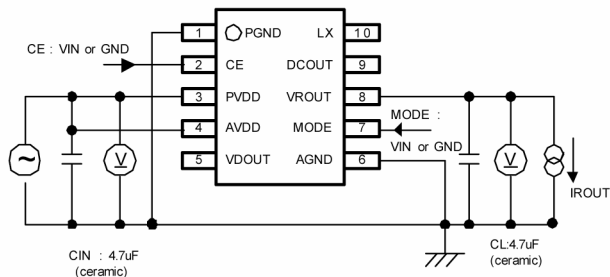 1 PGND LX 10
CE : VIN or GND
2 CE DCOUT 9
3 PVDD VROUT 8
MODE :
4 AVDD MODE 7
VIN or GND
5 VDOUT AGND 6
~
V
V
IROUT
CIN : 4.7uF
(ceramic)
CL:4.7uF
(ceramic)